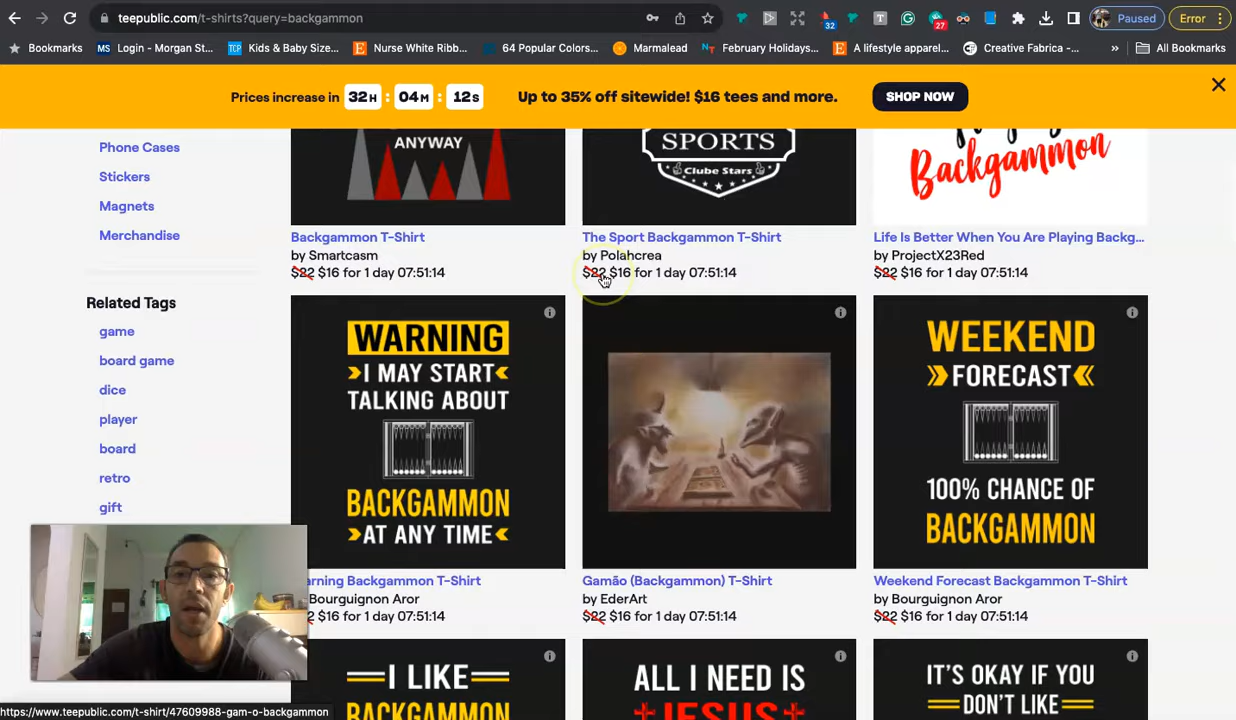 teepublic.com/t-shirts?query=backgammon
32
27
Paused
Error
Bookmarks
Login - Morgan St...
Kids & Baby Size...
Nurse White Ribb...
64 Popular Colors...
Marmalead
February Holidays...
A lifestyle apparel...
Creative Fabrica -...
»
All Bookmarks
Prices increase in 32H : 04M : 12S
Up to 35% off sitewide! $16 tees and more.
SHOP NOW
Phone Cases
Stickers
Magnets
Merchandise
Related Tags
game
board game
dice
player
board
retro
gift
ANYWAY
Backgammon T-Shirt
by Smartcasm
$22 $16 for 1 day 07:51:14
SPORTS
Clube Stars
The Sport Backgammon T-Shirt
by Polahcrea
$22 $16 for 1 day 07:51:14
Backgammon
Life Is Better When You Are Playing Backg...
by ProjectX23Red
$22 $16 for 1 day 07:51:14
WARNING
I MAY START
TALKING ABOUT
BACKGAMMON
AT ANY TIME
arning Backgammon T-Shirt
Bourguignon Aror
$16 for 1 day 07:51:14
Gamão (Backgammon) T-Shirt
by EderArt
$22 $16 for 1 day 07:51:14
WEEKEND
FORECAST
100% CHANCE OF
BACKGAMMON
Weekend Forecast Backgammon T-Shirt
by Bourguignon Aror
$22 $16 for 1 day 07:51:14
I LIKE
BACKGAMMON
ALL I NEED IS
JESUS
IT'S OKAY IF YOU
DON'T LIKE
https://www.teepublic.com/t-shirt/47609988-gam-o-backgammon